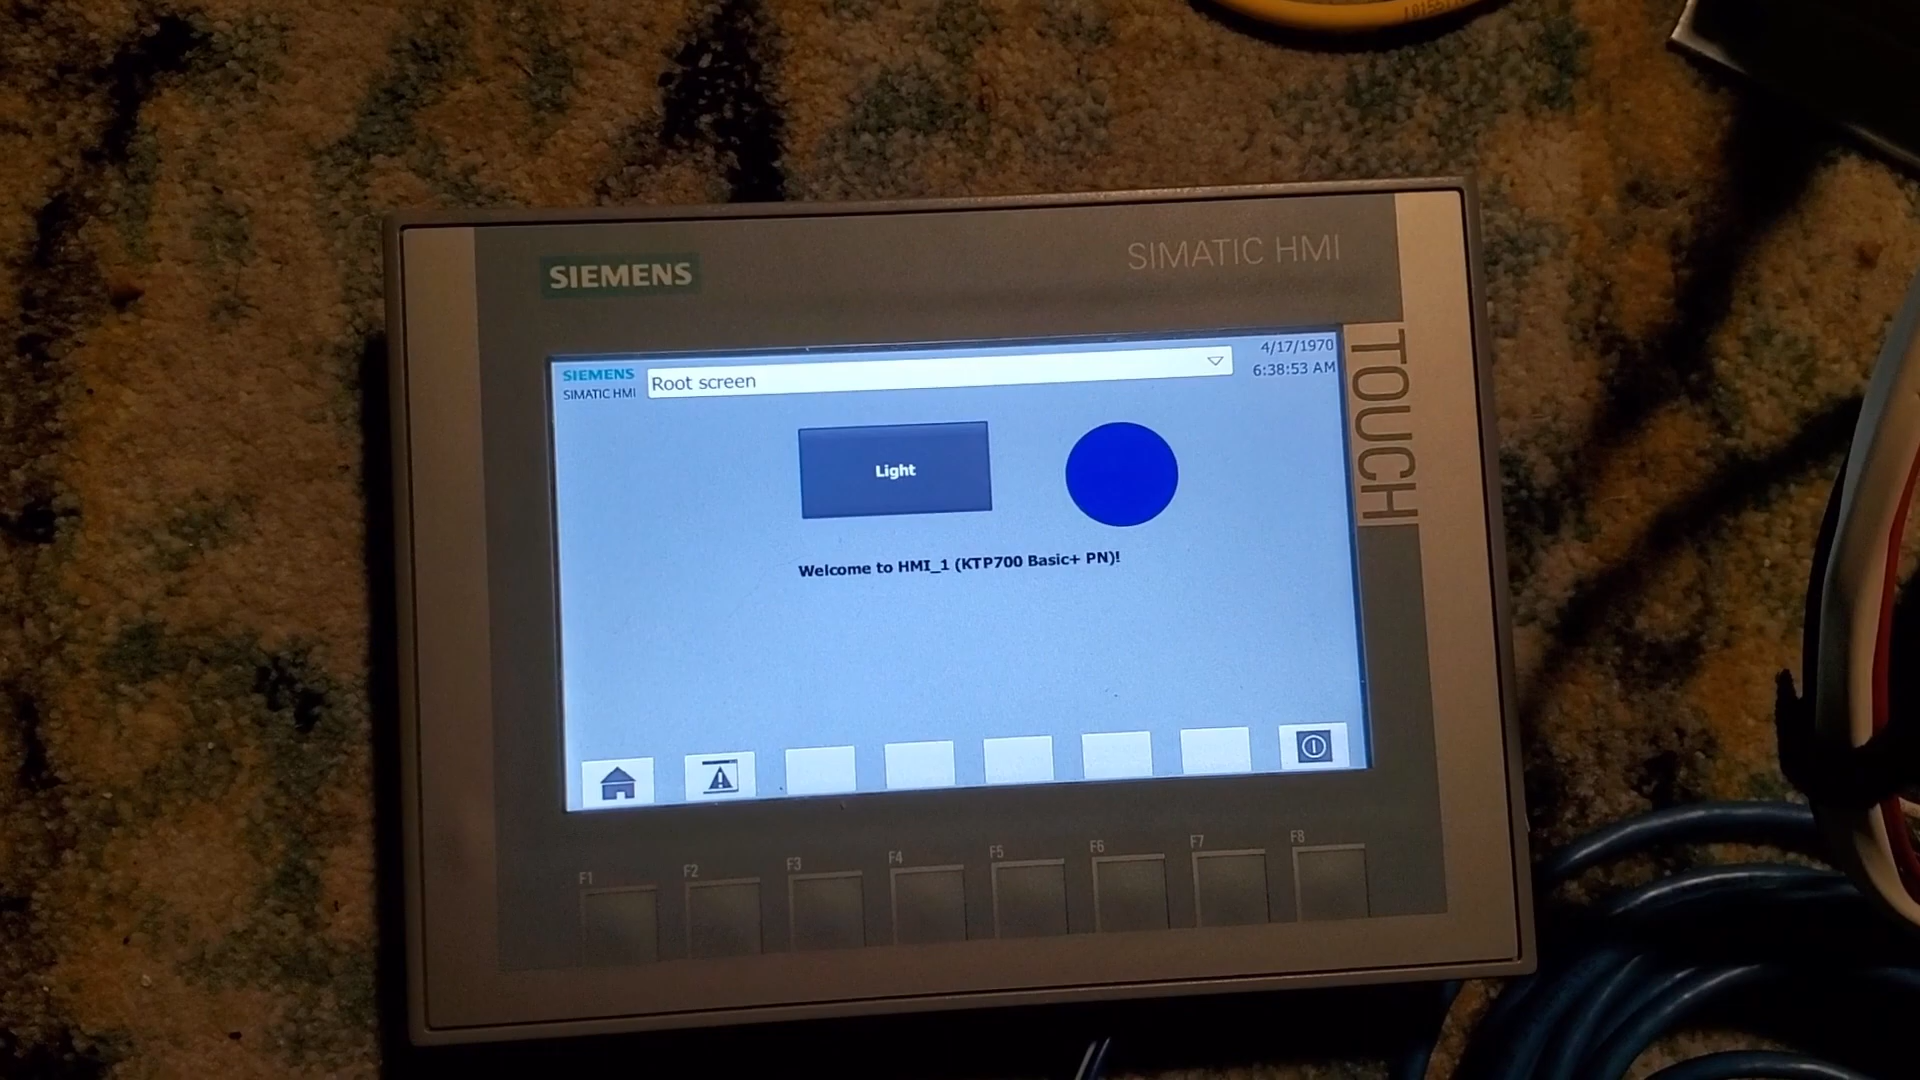 SIEMENS
SIMATIC HMI
TOUCH
SIEMENS
SIMATIC HMI
Root screen
4/17/1970
6:38:53 AM
Light
Welcome to HMI_1 (KTP700 Basic+ PN)!
F1 F2 F3 F4 F5 F6 F7 F8